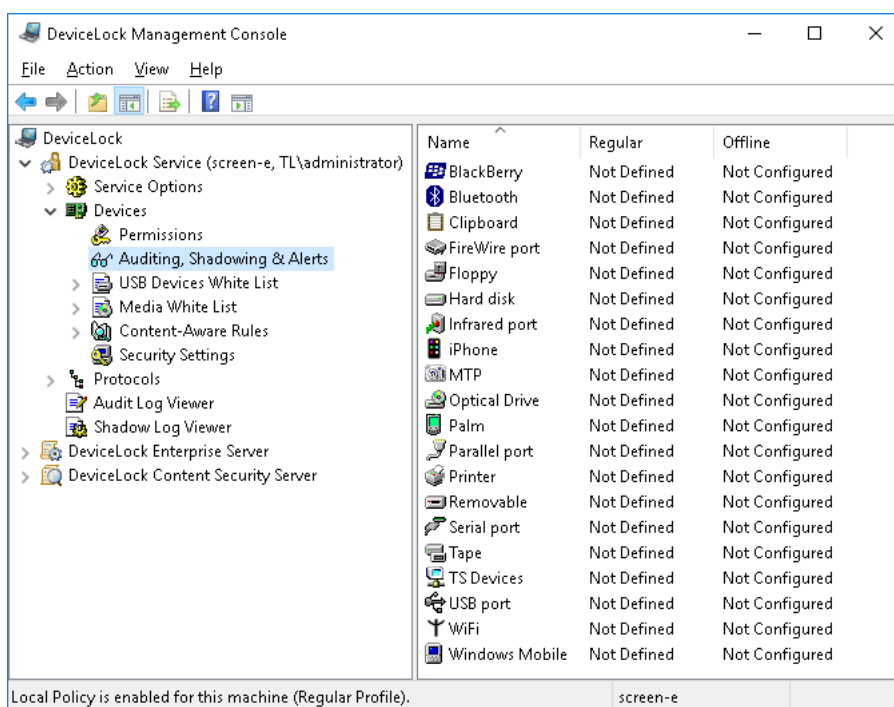 DeviceLock Management Console
File Action View Help
DeviceLock
DeviceLock Service (screen-e, TL\administrator)
Service Options
Devices
Permissions
Auditing, Shadowing & Alerts
USB Devices White List
Media White List
Content-Aware Rules
Security Settings
Protocols
Audit Log Viewer
Shadow Log Viewer
DeviceLock Enterprise Server
DeviceLock Content Security Server
Name Regular Offline
BlackBerry Not Defined Not Configured
Bluetooth Not Defined Not Configured
Clipboard Not Defined Not Configured
FireWire port Not Defined Not Configured
Floppy Not Defined Not Configured
Hard disk Not Defined Not Configured
Infrared port Not Defined Not Configured
iPhone Not Defined Not Configured
MTP Not Defined Not Configured
Optical Drive Not Defined Not Configured
Palm Not Defined Not Configured
Parallel port Not Defined Not Configured
Printer Not Defined Not Configured
Removable Not Defined Not Configured
Serial port Not Defined Not Configured
Tape Not Defined Not Configured
TS Devices Not Defined Not Configured
USB port Not Defined Not Configured
WiFi Not Defined Not Configured
Windows Mobile Not Defined Not Configured
Local Policy is enabled for this machine (Regular Profile). screen-e